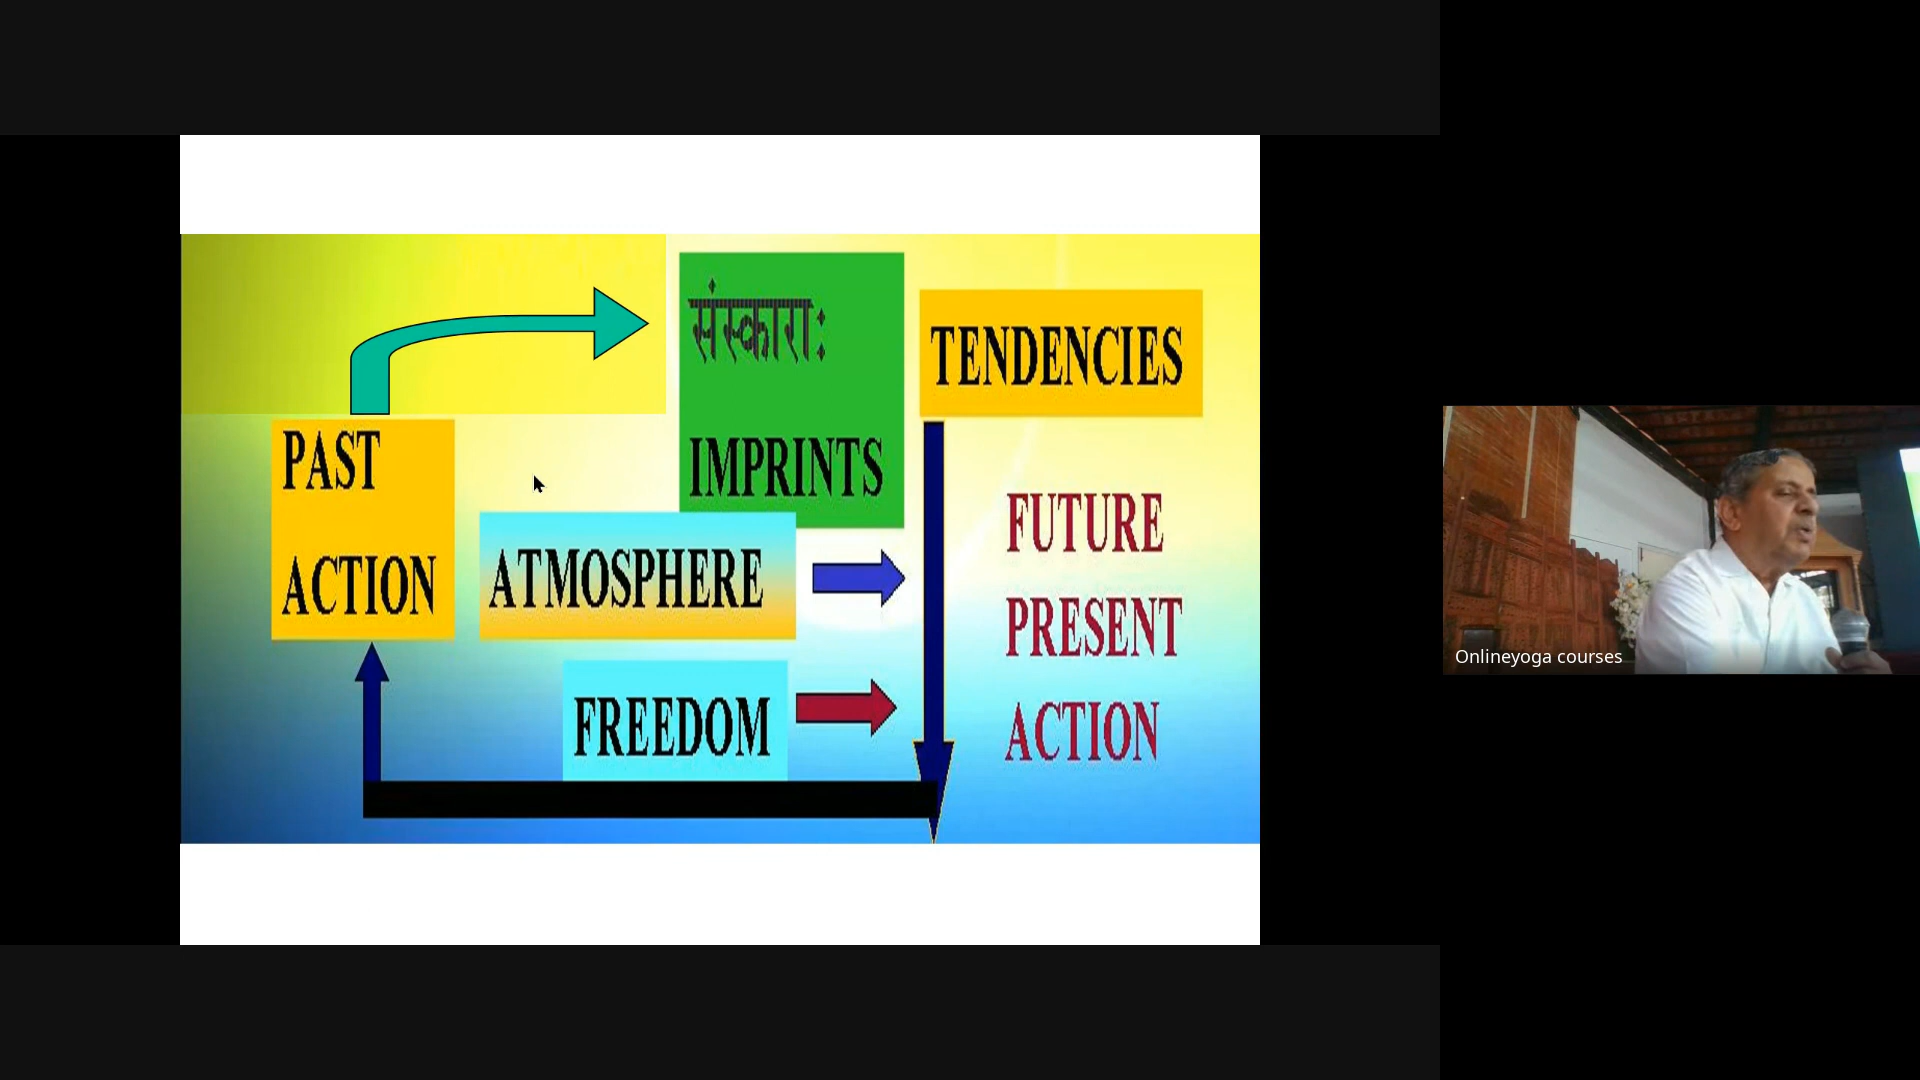 संस्काराः
IMPRINTS
TENDENCIES
PAST
ACTION
ATMOSPHERE
FREEDOM
FUTURE
PRESENT
ACTION
Onlineyoga courses